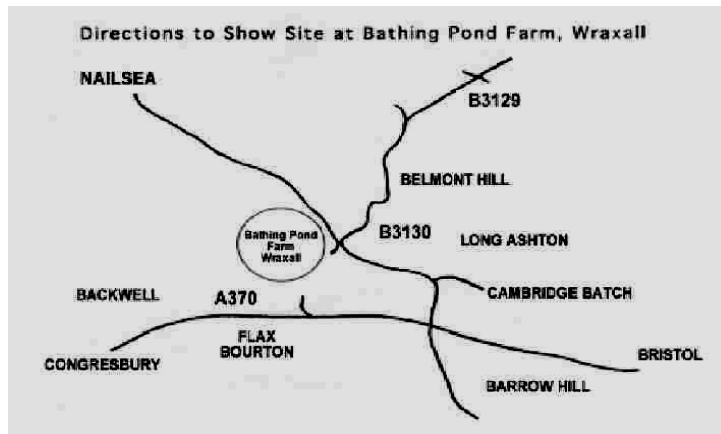 Directions to Show Site at Bathing Pond Farm, Wraxall
NAILSEA
B3129
BELMONT HILL
B3130
LONG ASHTON
Bathing Pond
Farm
Wraxall
CAMBRIDGE BATCH
BACKWELL
A370
FLAX
BOURTON
CONGRESBURY
BRISTOL
BARROW HILL